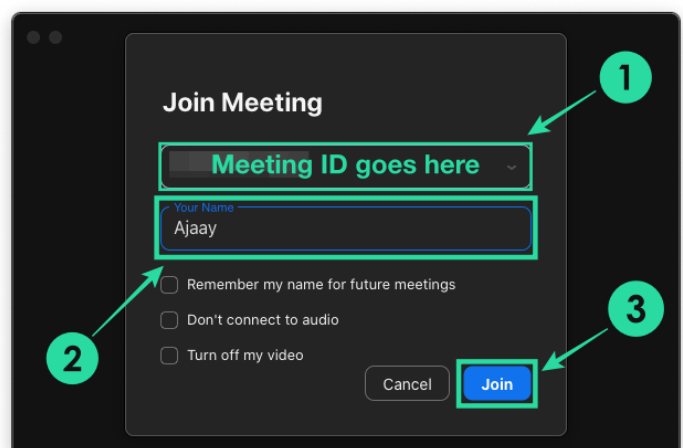 1
Join Meeting
Meeting ID goes here
Your Name
Ajaay
Remember my name for future meetings
Don't connect to audio
3
2
Turn off my video
Cancel
Join